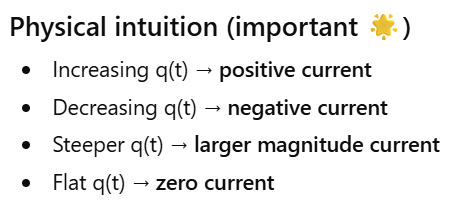 Physical intuition (important 🌟)
• Increasing q(t) → positive current
• Decreasing q(t) → negative current
• Steeper q(t) → larger magnitude current
• Flat q(t) → zero current